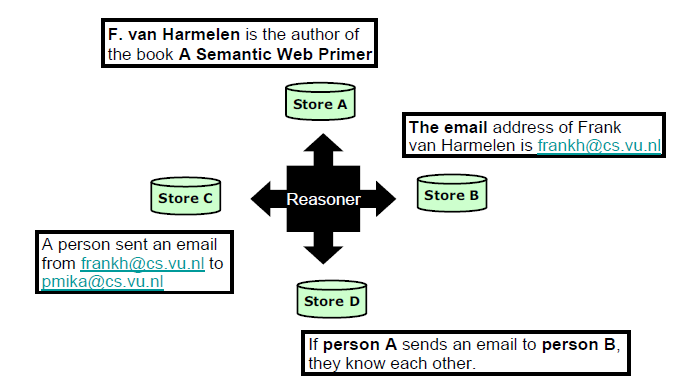 F. van Harmelen is the author of
the book A Semantic Web Primer
Store A
The email address of Frank
van Harmelen is frankh@cs.vu.nl
Store C
Reasoner
Store B
A person sent an email
from frankh@cs.vu.nl to
pmika@cs.vu.nl
Store D
If person A sends an email to person B,
they know each other.